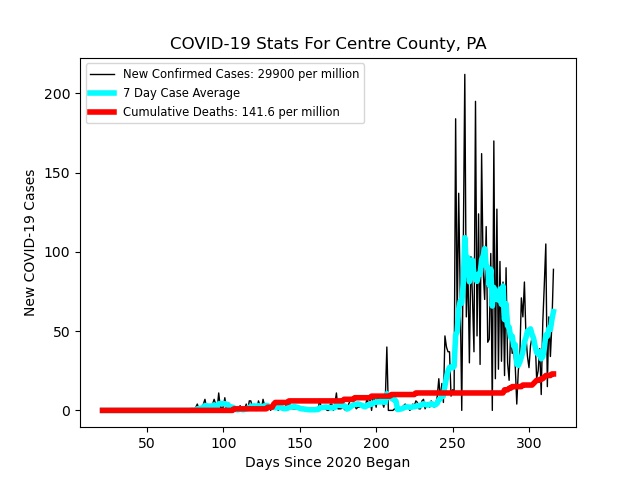 COVID-19 Stats For Centre County, PA
New Confirmed Cases: 29900 per million
7 Day Case Average
Cumulative Deaths: 141.6 per million
New COVID-19 Cases
200
150
100
50
0
50 100 150 200 250 300
Days Since 2020 Began